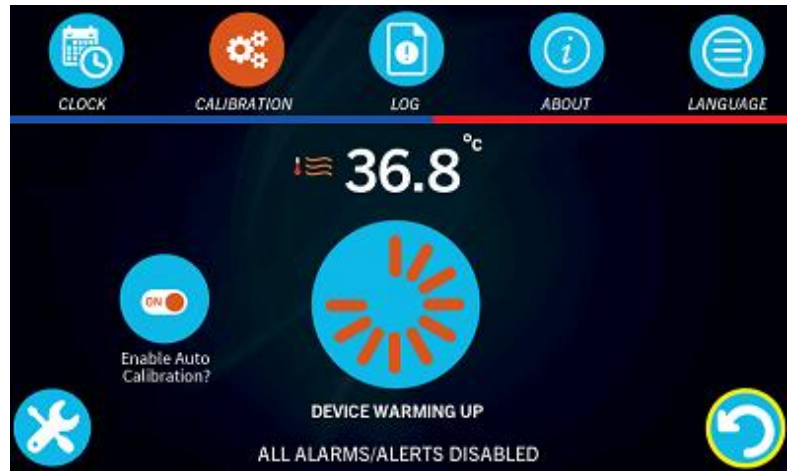 CLOCK CALIBRATION LOG ABOUT LANGUAGE
36.8°c
ON
Enable Auto
Calibration?
DEVICE WARMING UP
ALL ALARMS/ALERTS DISABLED